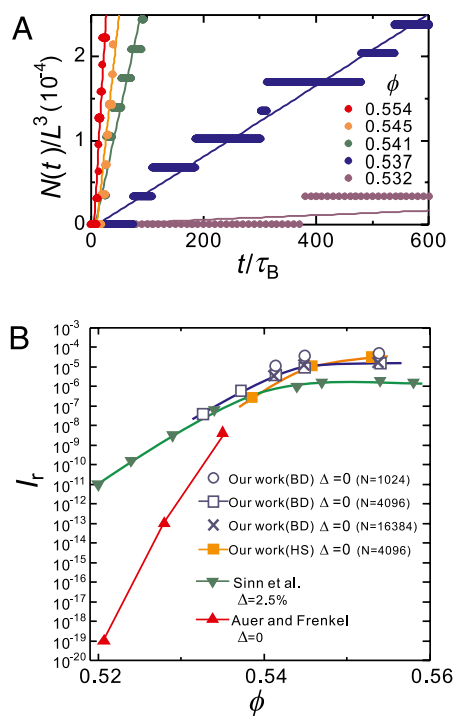 A
N(t)/L³ (10⁻⁴)
2
1
0
0 200 400 600
t/τ_B
ϕ
0.554
0.545
0.541
0.537
0.532
B
I_r
10⁻³
10⁻⁴
10⁻⁵
10⁻⁶
10⁻⁷
10⁻⁸
10⁻⁹
10⁻¹⁰
10⁻¹¹
10⁻¹²
10⁻¹³
10⁻¹⁴
10⁻¹⁵
10⁻¹⁶
10⁻¹⁷
10⁻¹⁸
10⁻¹⁹
10⁻²⁰
Our work(BD) Δ=0 (N=1024)
Our work(BD) Δ=0 (N=4096)
Our work(BD) Δ=0 (N=16384)
Our work(HS) Δ=0 (N=4096)
Sinn et al.
Δ=2.5%
Auer and Frenkel
Δ=0
0.52 0.54 0.56
ϕ